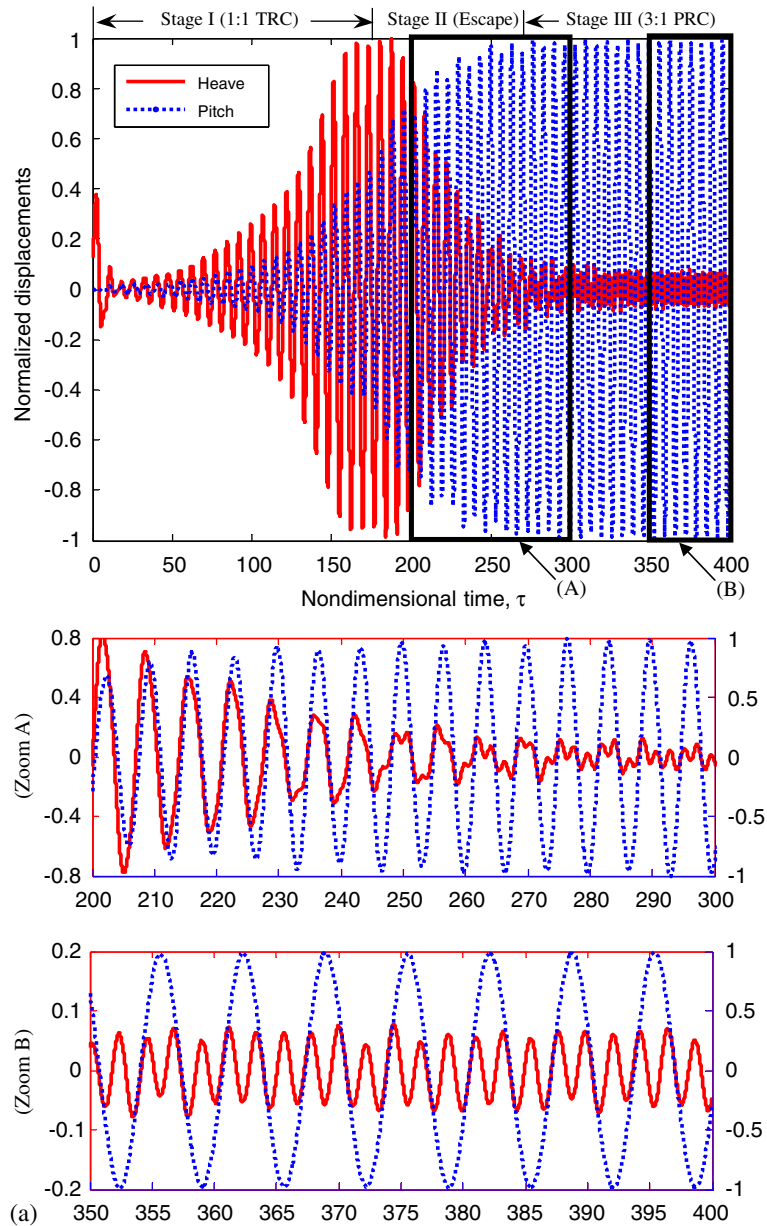 Stage I (1:1 TRC) Stage II (Escape) Stage III (3:1 PRC)
1
0.8
0.6
0.4
0.2
0
-0.2
-0.4
-0.6
-0.8
-1
Normalized displacements
Heave
Pitch
0 50 100 150 200 250 300 350 400
(A) (B)
Nondimensional time, τ
0.8
0.4
0
-0.4
-0.8
(Zoom A)
1
0.5
0
-0.5
-1
200 210 220 230 240 250 260 270 280 290 300
0.2
0.1
0
-0.1
-0.2
(Zoom B)
1
0.5
0
-0.5
-1
350 355 360 365 370 375 380 385 390 395 400
(a)